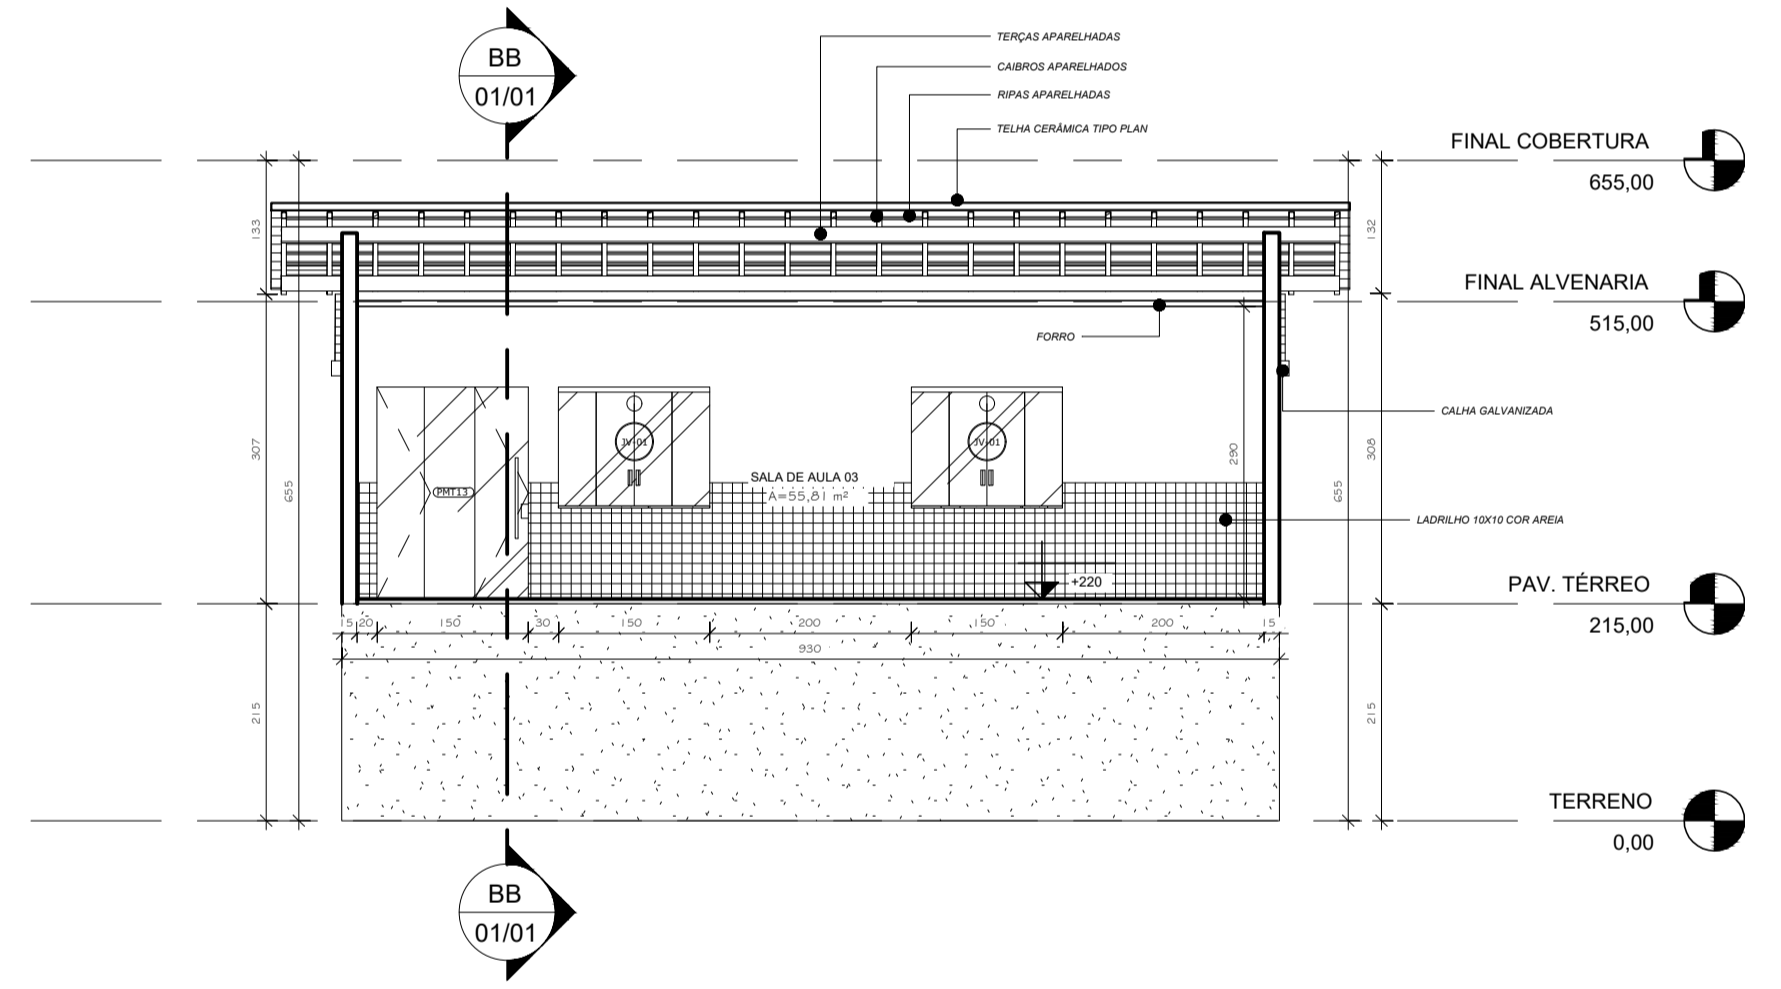 BB
01/01
TERÇAS APARELHADAS
CAIBROS APARELHADOS
RIPAS APARELHADAS
TELHA CERÂMICA TIPO PLAN
FINAL COBERTURA
655,00
133
132
FINAL ALVENARIA
515,00
FORRO
CALHA GALVANIZADA
307
655
JV-01
JV-01
290
308
655
PMT13
SALA DE AULA 03
A=55,81 m²
LADRILHO 10X10 COR AREIA
+220
PAV. TÉRREO
215,00
15 20 150 30 150 200 150 200 15
930
215
215
TERRENO
0,00
BB
01/01